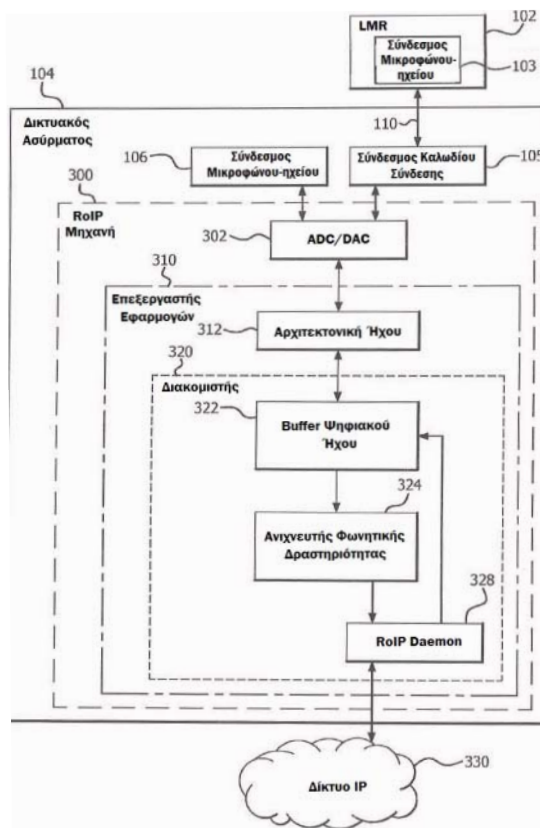 LMR
102
Σύνδεσμος
Μικροφώνου-
ηχείου
103
104
Δικτυακός
Ασύρματος
110
106
Σύνδεσμος
Μικροφώνου-ηχείου
Σύνδεσμος Καλωδίου
Σύνδεσης
105
300
RoIP
Μηχανή
302
ADC/DAC
310
Επεξεργαστής
Εφαρμογών
312
Αρχιτεκτονική Ήχου
320
Διακομιστής
322
Buffer Ψηφιακού
Ήχου
324
Ανιχνευτής Φωνητικής
Δραστηριότητας
328
RoIP Daemon
330
Δίκτυο IP